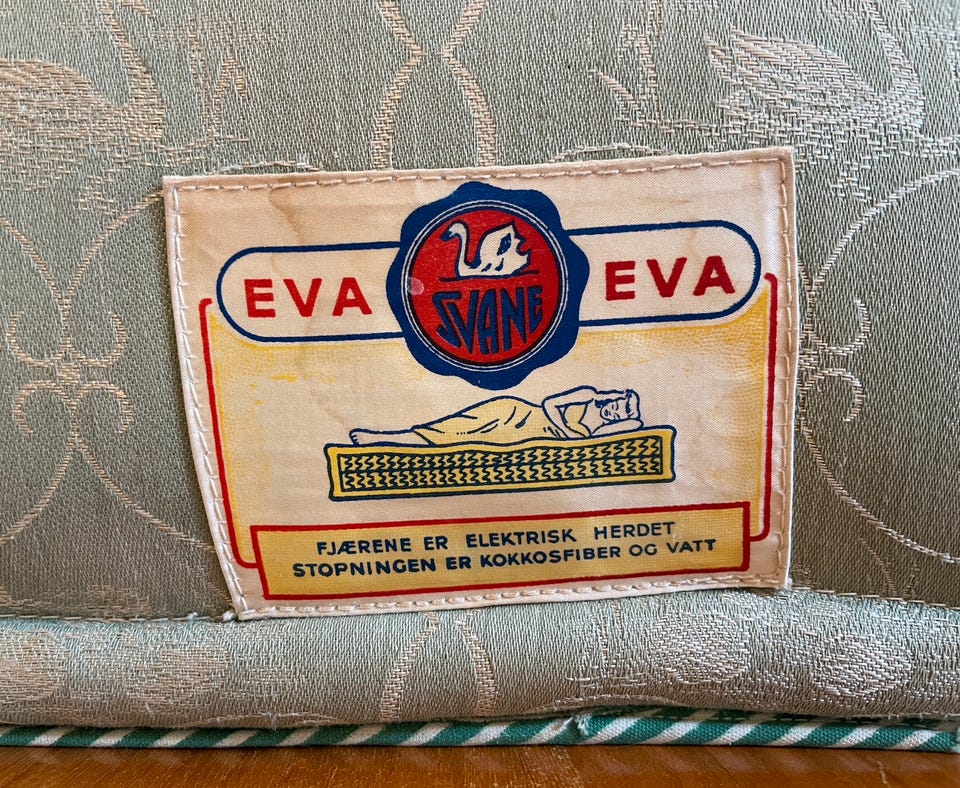 EVA SVANE EVA
FJÆRENE ER ELEKTRISK HERDET
STOPNINGEN ER KOKKOSFIBER OG VATT